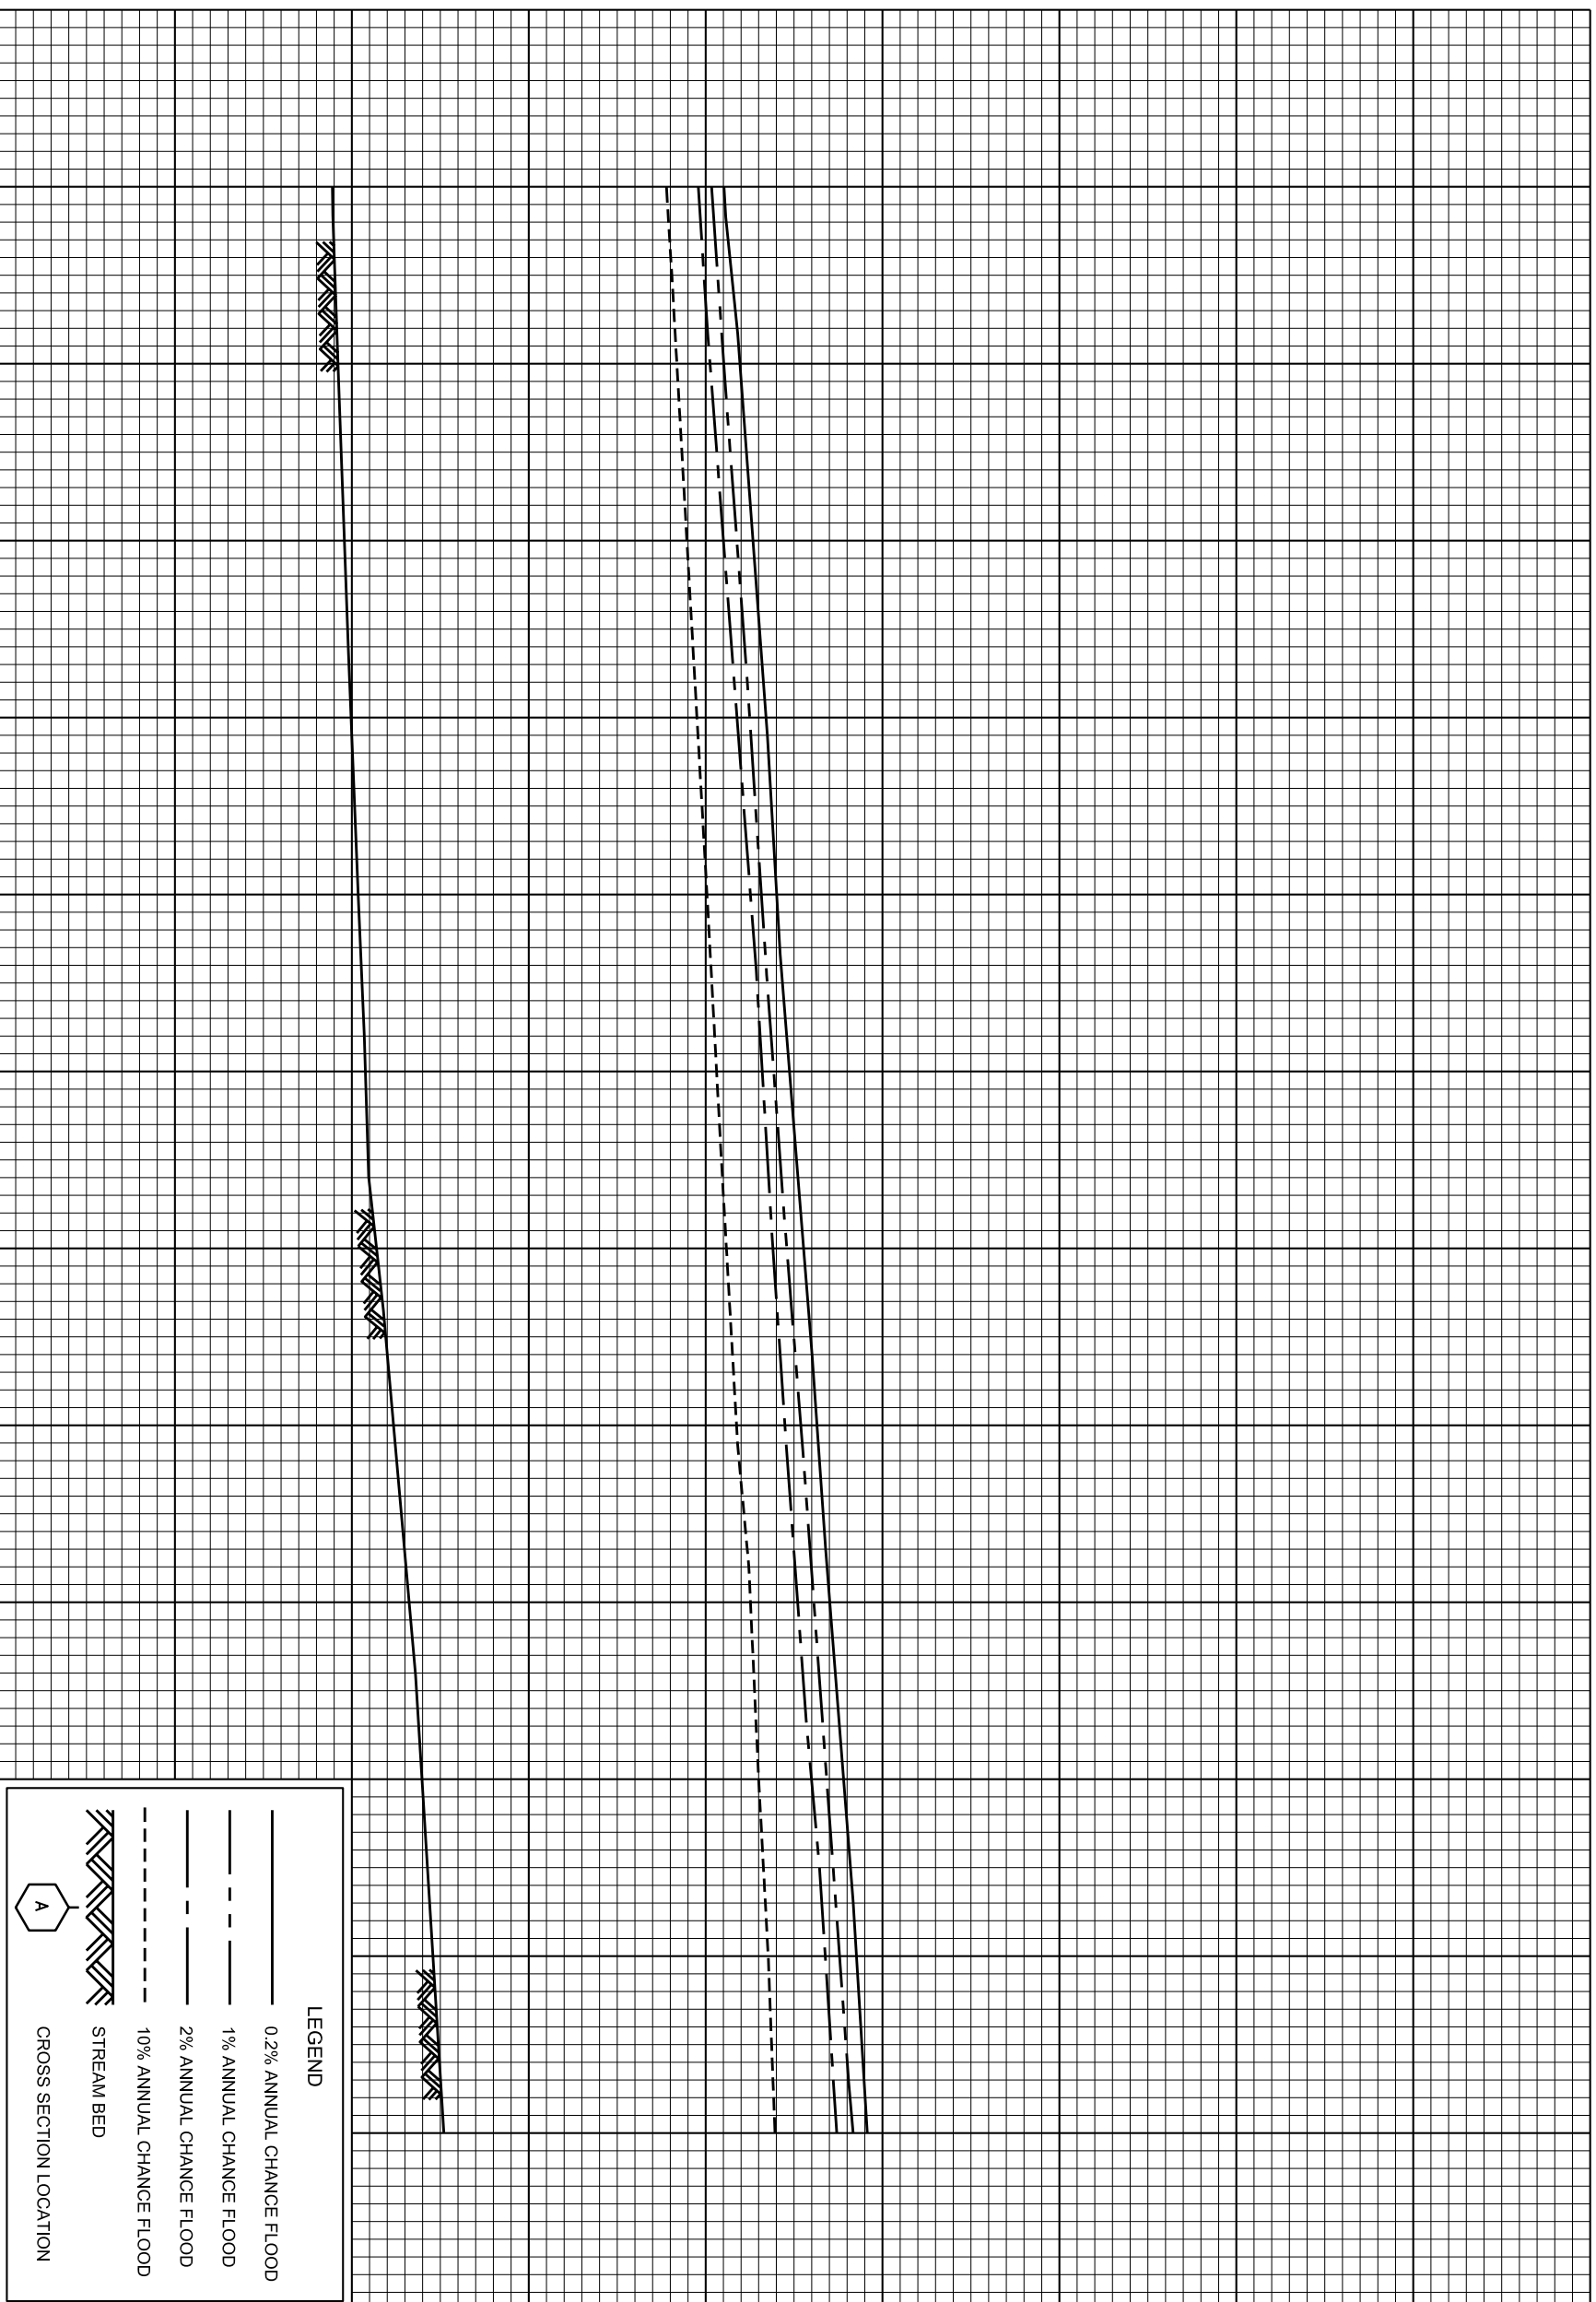 LEGEND
0.2% ANNUAL CHANCE FLOOD
1% ANNUAL CHANCE FLOOD
2% ANNUAL CHANCE FLOOD
10% ANNUAL CHANCE FLOOD
STREAM BED
A
CROSS SECTION LOCATION